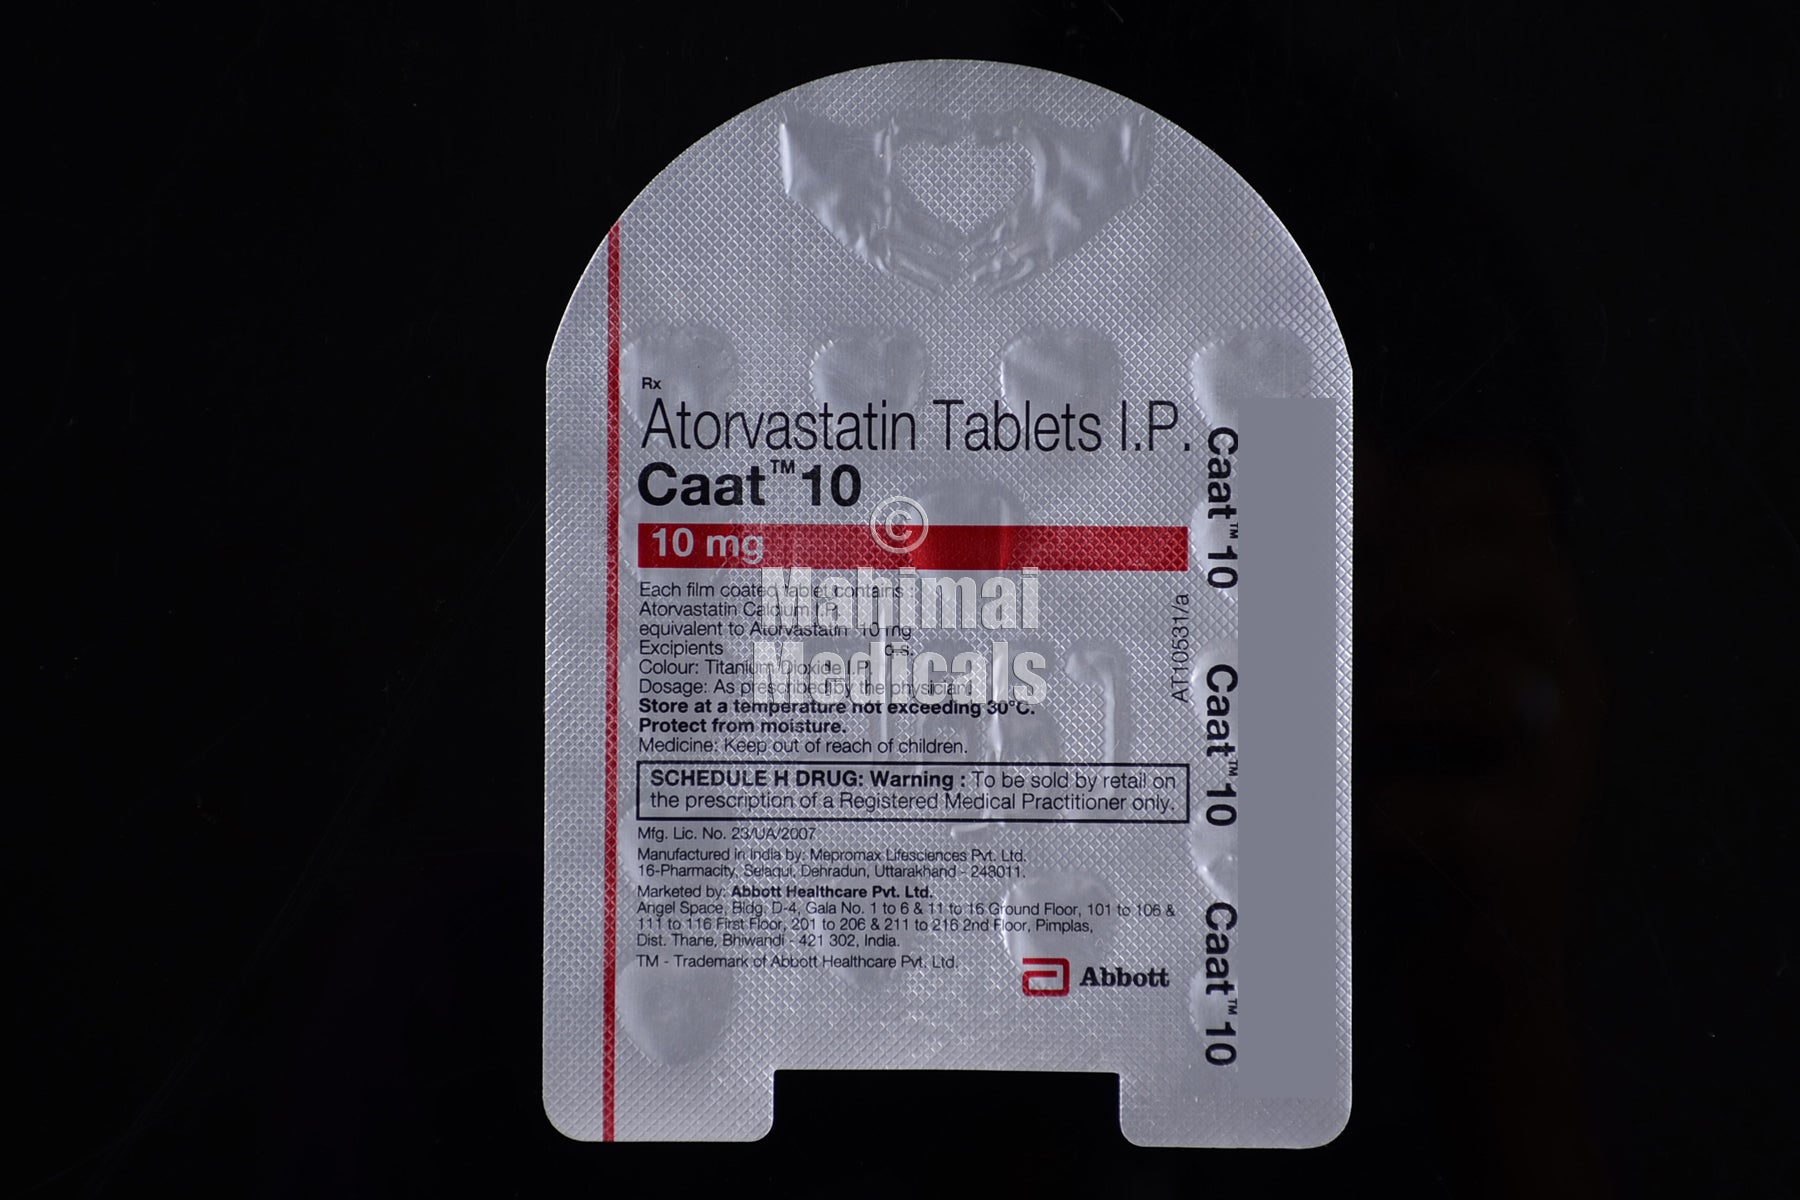 Rx
Atorvastatin Tablets I.P.
Caat™ 10
10 mg
Each film coated tablet contains :
Atorvastatin Calcium I.P.
equivalent to Atorvastatin 10 mg
Excipients q.s.
Colour: Titanium Dioxide I.P.
Dosage: As prescribed by the physician.
Store at a temperature not exceeding 30°C.
Protect from moisture.
Medicine: Keep out of reach of children.
SCHEDULE H DRUG: Warning : To be sold by retail on
the prescription of a Registered Medical Practitioner only.
Mfg. Lic. No. 23/UA/2007
Manufactured in India by: Mepromax Lifesciences Pvt. Ltd.
16-Pharmacity, Selaqui, Dehradun, Uttarakhand - 248011.
Marketed by: Abbott Healthcare Pvt. Ltd.
Angel Space, Bldg. D-4, Gala No. 1 to 6 & 11 to 16 Ground Floor, 101 to 106 &
111 to 116 First Floor, 201 to 206 & 211 to 216 2nd Floor, Pimplas,
Dist. Thane, Bhiwandi - 421 302, India.
TM - Trademark of Abbott Healthcare Pvt. Ltd.
Abbott
AT10531/a
Caat™ 10
Caat™ 10
Caat™ 10
©
Mahimai
Medicals